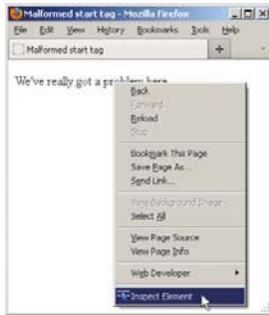 Malformed start tag - Mozilla Firefox
File Edit View History Bookmarks Tools Help
Malformed start tag +
We've really got a problem here
Back
Forward
Reload
Stop
Bookmark This Page
Save Page As...
Send Link...
View Background Image
Select All
View Page Source
View Page Info
Web Developer
Inspect Element